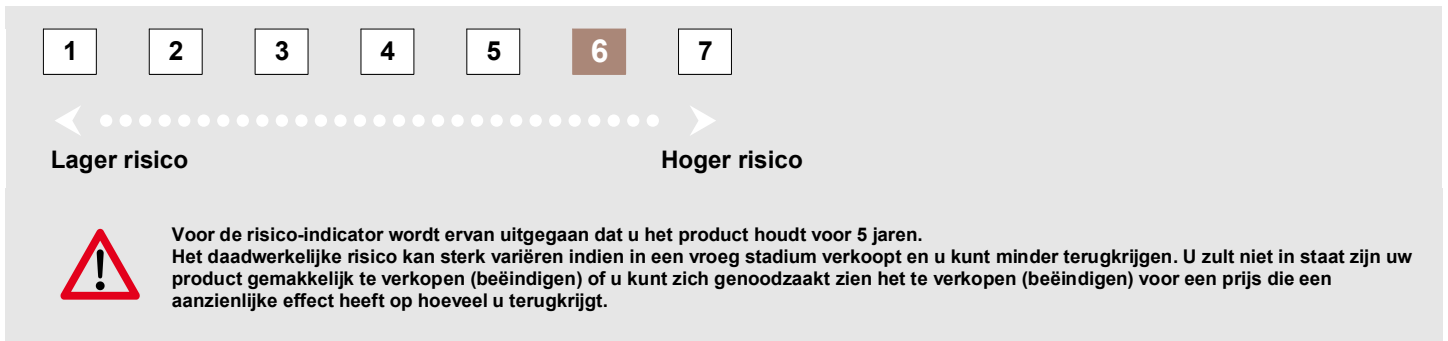 1 2 3 4 5 6 7
Lager risico Hoger risico
Voor de risico-indicator wordt ervan uitgegaan dat u het product houdt voor 5 jaren.
Het daadwerkelijke risico kan sterk variëren indien in een vroeg stadium verkoopt en u kunt minder terugkrijgen. U zult niet in staat zijn uw
product gemakkelijk te verkopen (beëindigen) of u kunt zich genoodzaakt zien het te verkopen (beëindigen) voor een prijs die een
aanzienlijke effect heeft op hoeveel u terugkrijgt.